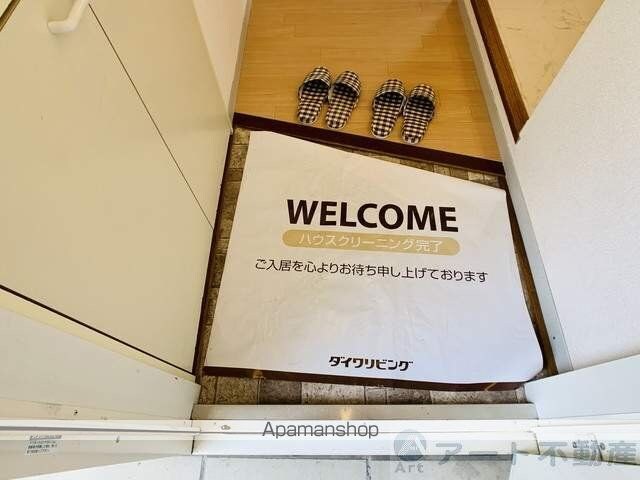 WELCOME
ハウスクリーニング完了
ご入居を心よりお待ち申し上げております
ダイワリビング
Apamanshop
Art アート不動産